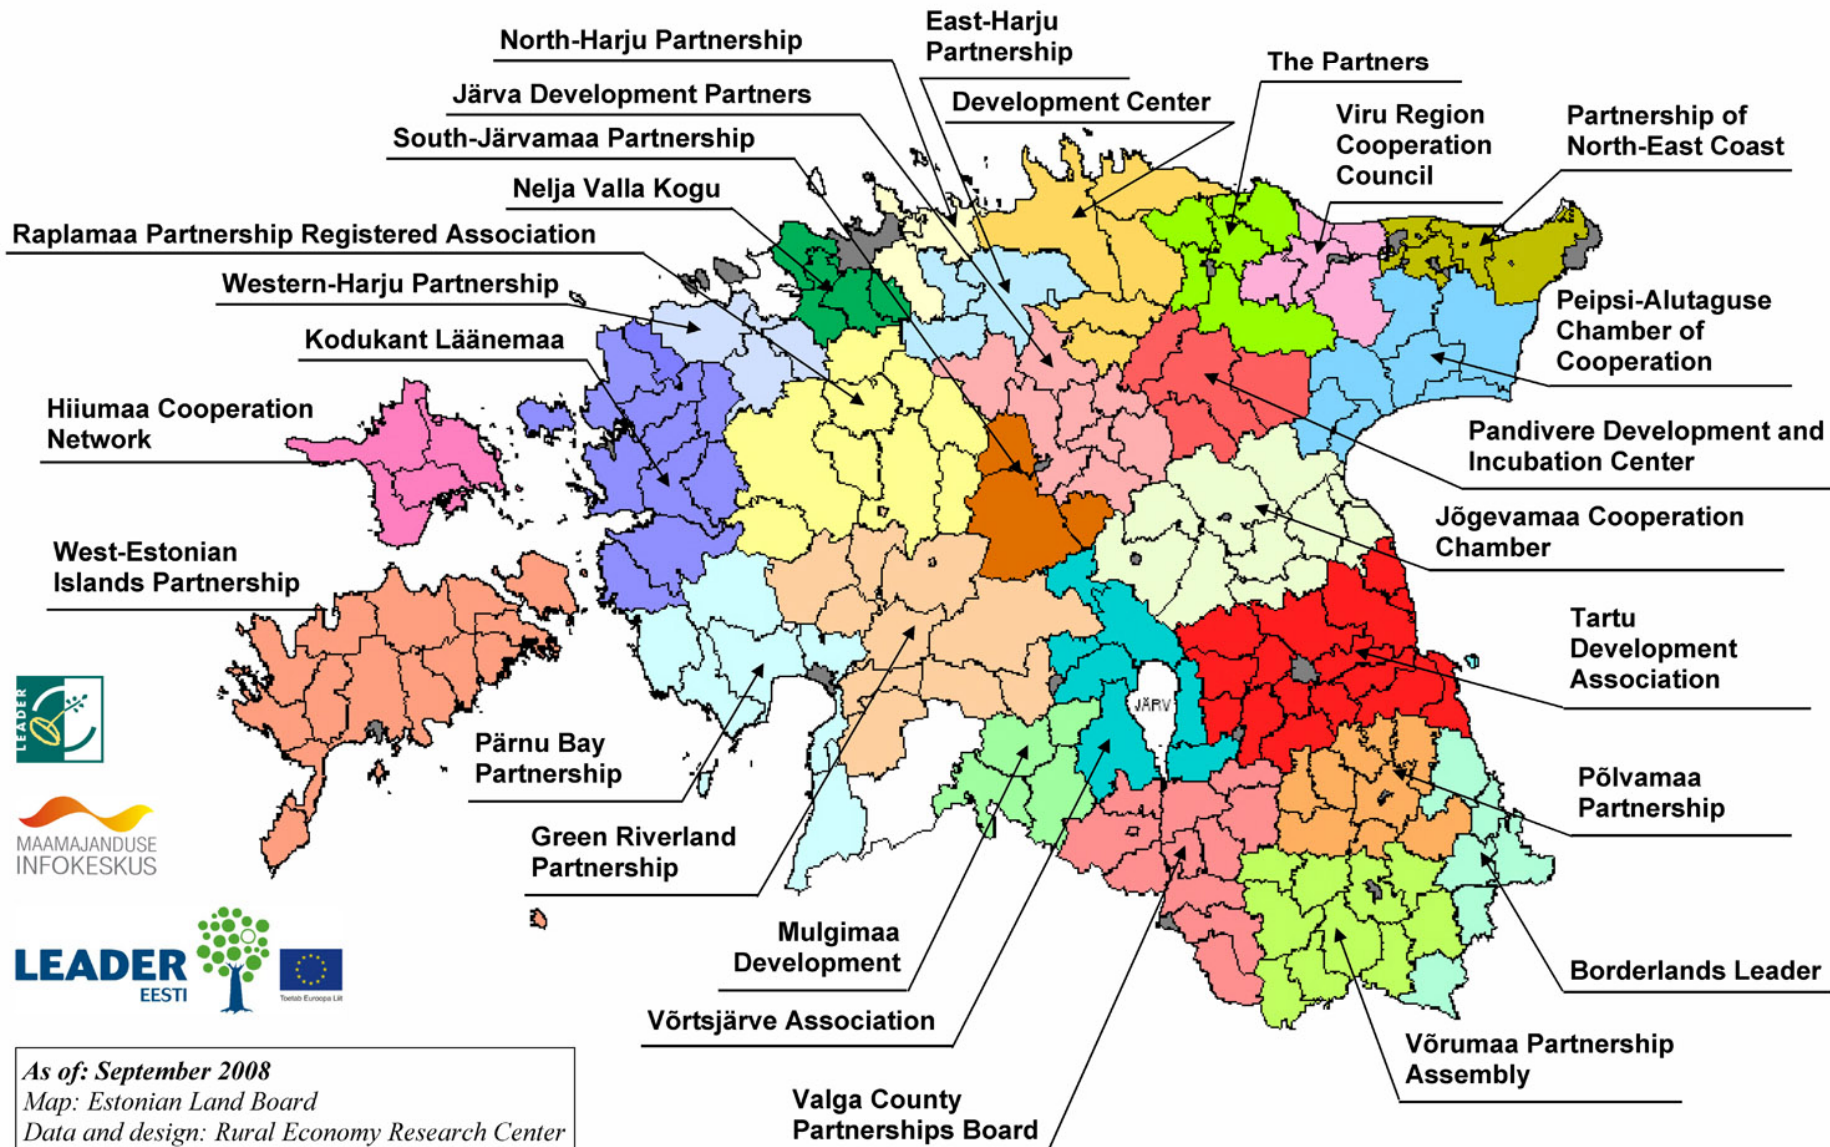 North-Harju Partnership
East-Harju
Partnership
Järva Development Partners
Development Center
The Partners
South-Järvamaa Partnership
Viru Region
Cooperation
Council
Partnership of
North-East Coast
Nelja Valla Kogu
Raplamaa Partnership Registered Association
Western-Harju Partnership
Kodukant Läänemaa
Peipsi-Alutaguse
Chamber of
Cooperation
Hiiumaa Cooperation
Network
Pandivere Development and
Incubation Center
West-Estonian
Islands Partnership
Jõgevamaa Cooperation
Chamber
Tartu
Development
Association
JÄRV
LEADER
Pärnu Bay
Partnership
Põlvamaa
Partnership
MAAMAJANDUSE
INFOKESKUS
Green Riverland
Partnership
Mulgimaa
Development
LEADER
EESTI
Toetab Euroopa Liit
Borderlands Leader
Võrtsjärve Association
Võrumaa Partnership
Assembly
Valga County
Partnerships Board
As of: September 2008
Map: Estonian Land Board
Data and design: Rural Economy Research Center